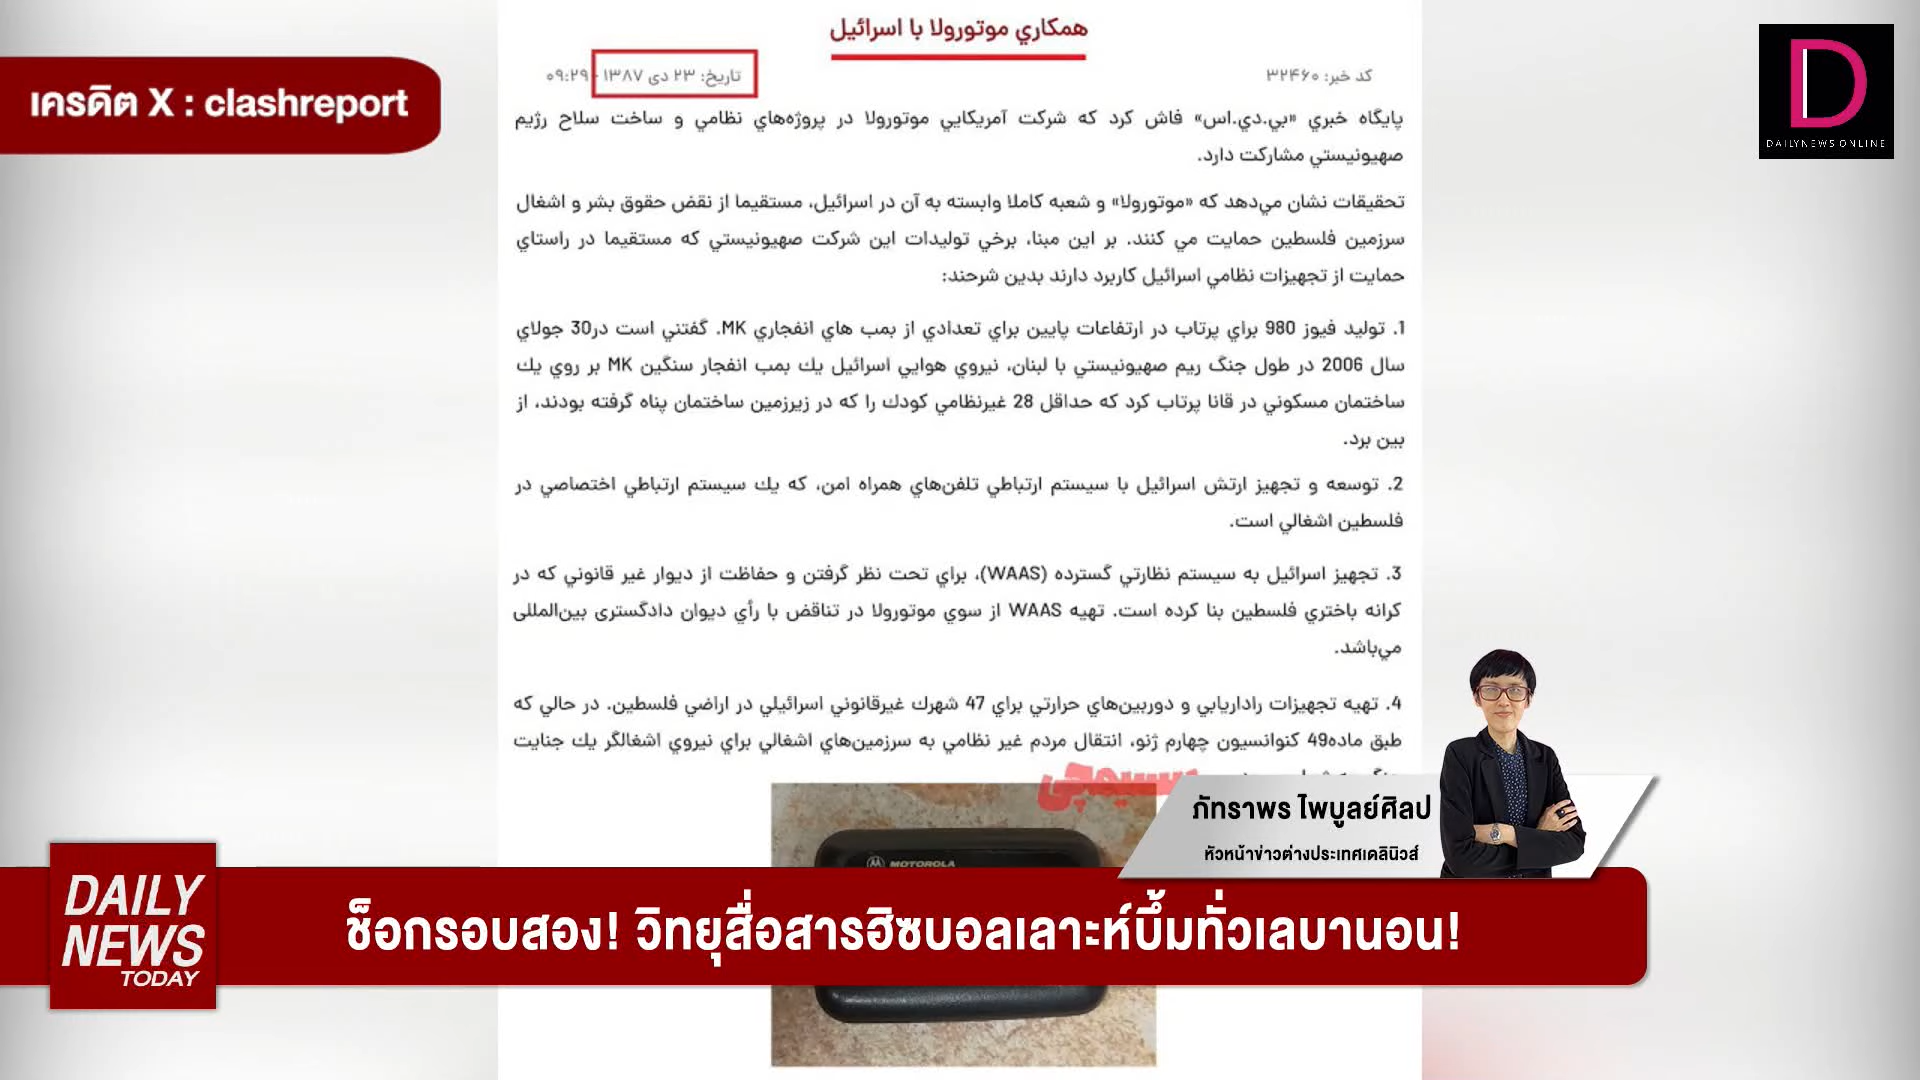 همكاري موتورولا با اسرائيل
کد خبر: ۳۲۴۶۰
تاریخ: ۲۳ دی ۱۳۸۷ - ۰۹:۲۹
เครดิต X : clashreport
D
DAILYNEWS ONLINE
پايگاه خبري «بي.دي.اس» فاش كرد كه شركت آمريكايي موتورولا در پروژه‌هاي نظامي و ساخت سلاح رژيم
صهيونيستي مشاركت دارد.
تحقيقات نشان مي‌دهد كه «موتورولا» و شعبه كاملا وابسته به آن در اسرائيل، مستقيما از نقض حقوق بشر و اشغال
سرزمين فلسطين حمايت مي كنند. بر اين مبنا، برخي توليدات اين شركت صهيونيستي كه مستقيما در راستاي
حمايت از تجهيزات نظامي اسرائيل كاربرد دارند بدين شرحند:
1. توليد فيوز 980 براي پرتاب در ارتفاعات پايين براي تعدادي از بمب هاي انفجاري MK. گفتني است در30 جولاي
سال 2006 در طول جنگ ريم صهيونيستي با لبنان، نيروي هوايي اسرائيل يك بمب انفجار سنگين MK بر روي يك
ساختمان مسكوني در قانا پرتاب كرد كه حداقل 28 غيرنظامي كودك را كه در زيرزمين ساختمان پناه گرفته بودند، از
بين برد.
2. توسعه و تجهيز ارتش اسرائيل با سيستم ارتباطي تلفن‌هاي همراه امن، كه يك سيستم ارتباطي اختصاصي در
فلسطين اشغالي است.
3. تجهيز اسرائيل به سيستم نظارتي گسترده (WAAS)، براي تحت نظر گرفتن و حفاظت از ديوار غير قانوني كه در
كرانه باختري فلسطين بنا كرده است. تهيه WAAS از سوي موتورولا در تناقض با رأي ديوان دادگستری بین‌المللی
مي‌باشد.
4. تهيه تجهيزات راداريابي و دوربين‌هاي حرارتي براي 47 شهرك غيرقانوني اسرائيلي در اراضي فلسطين. در حالي كه
طبق ماده49 كنوانسيون چهارم ژنو، انتقال مردم غير نظامي به سرزمين‌هاي اشغالي براي نيروي اشغالگر يك جنايت
MOTOROLA
ภัทราพร ไพบูลย์ศิลป
หัวหน้าข่าวต่างประเทศเดลินิวส์
DAILY
NEWS
TODAY
ช็อกรอบสอง! วิทยุสื่อสารฮิซบอลเลาะห์บึ้มทั่วเลบานอน!